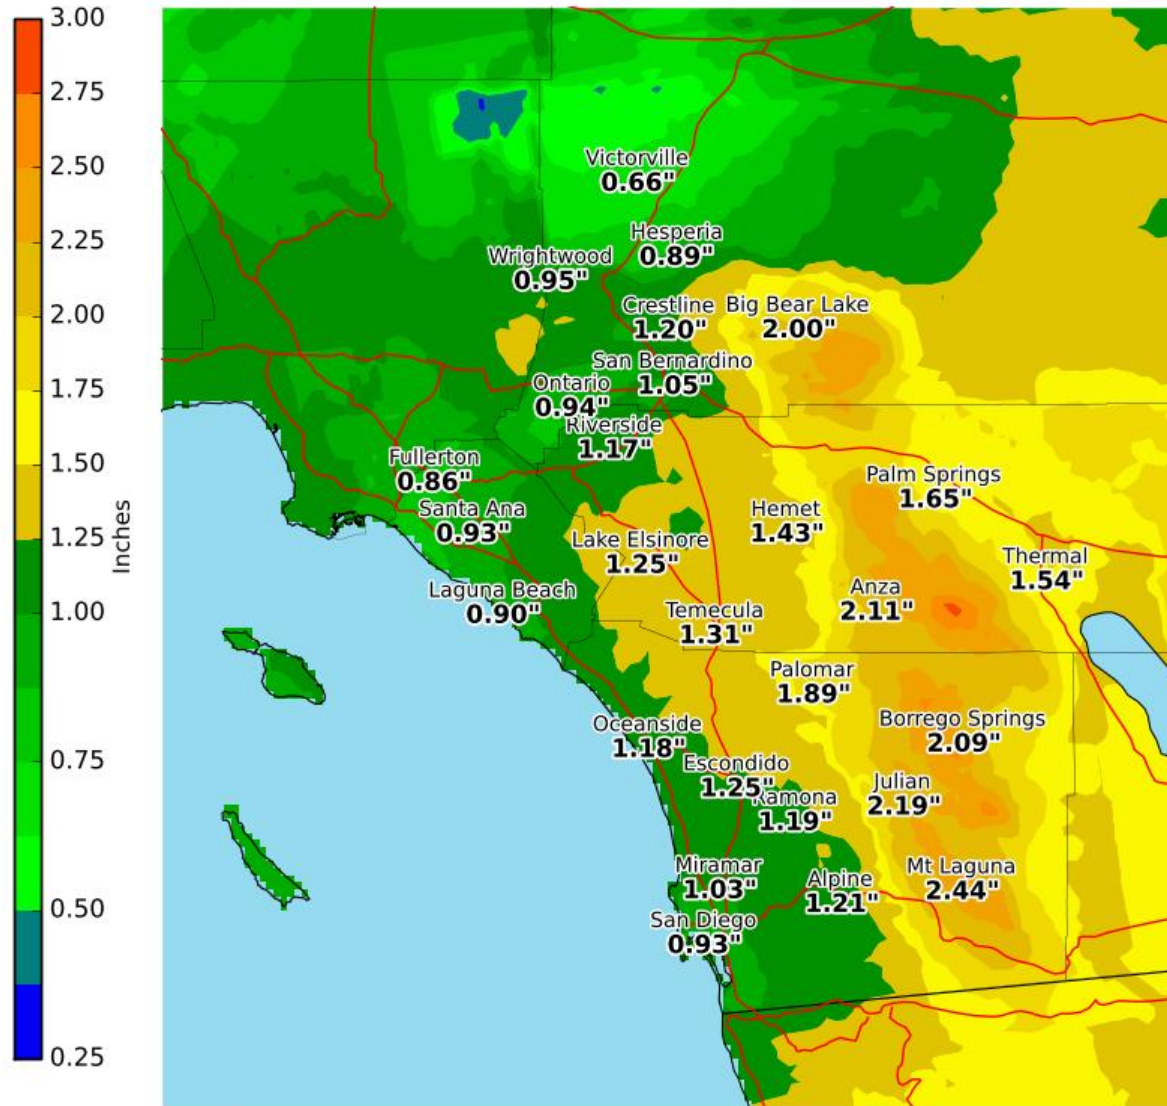 3.00
2.75
2.50
2.25
2.00
1.75
1.50
1.25
1.00
0.75
0.50
0.25
Inches
Victorville
0.66"
Hesperia
0.89"
Wrightwood
0.95"
Crestline
1.20"
Big Bear Lake
2.00"
San Bernardino
1.05"
Ontario
0.94"
Riverside
1.17"
Fullerton
0.86"
Palm Springs
1.65"
Santa Ana
0.93"
Hemet
1.43"
Lake Elsinore
1.25"
Thermal
1.54"
Laguna Beach
0.90"
Anza
2.11"
Temecula
1.31"
Palomar
1.89"
Oceanside
1.18"
Borrego Springs
2.09"
Escondido
1.25"
Julian
2.19"
Ramona
1.19"
Miramar
1.03"
Alpine
1.21"
Mt Laguna
2.44"
San Diego
0.93"